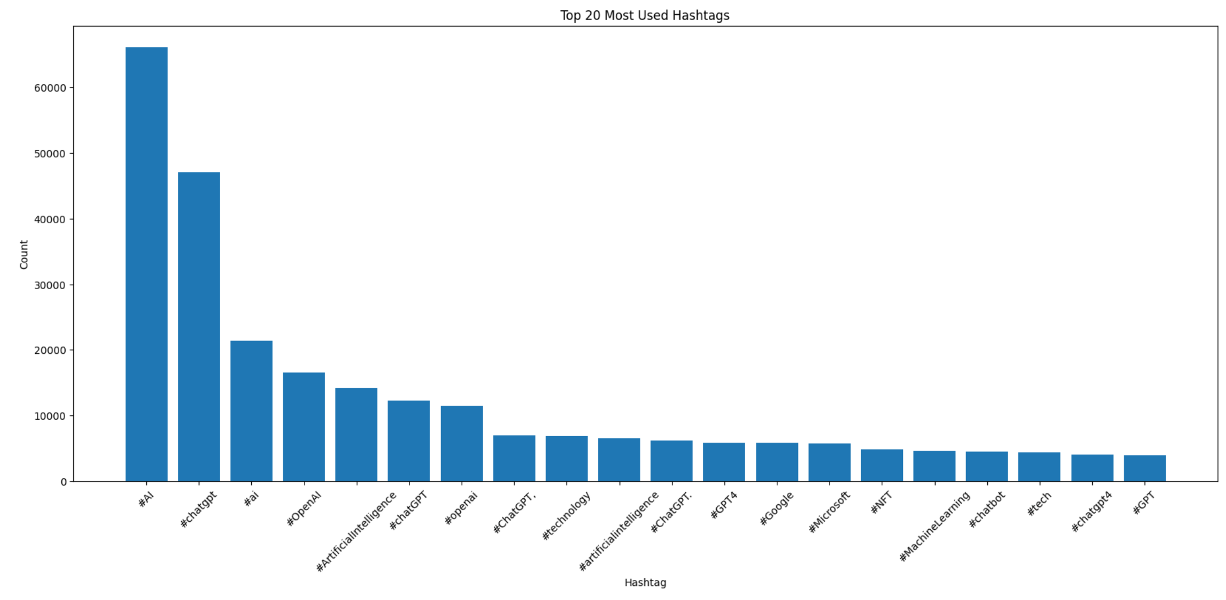 Top 20 Most Used Hashtags
Count
60000
50000
40000
30000
20000
10000
0
#AI
#chatgpt
#ai
#OpenAI
#ArtificialIntelligence
#chatGPT
#openai
#ChatGPT,
#technology
#artificialintelligence
#ChatGPT.
#GPT4
#Google
#Microsoft
#NFT
#MachineLearning
#chatbot
#tech
#chatgpt4
#GPT
Hashtag